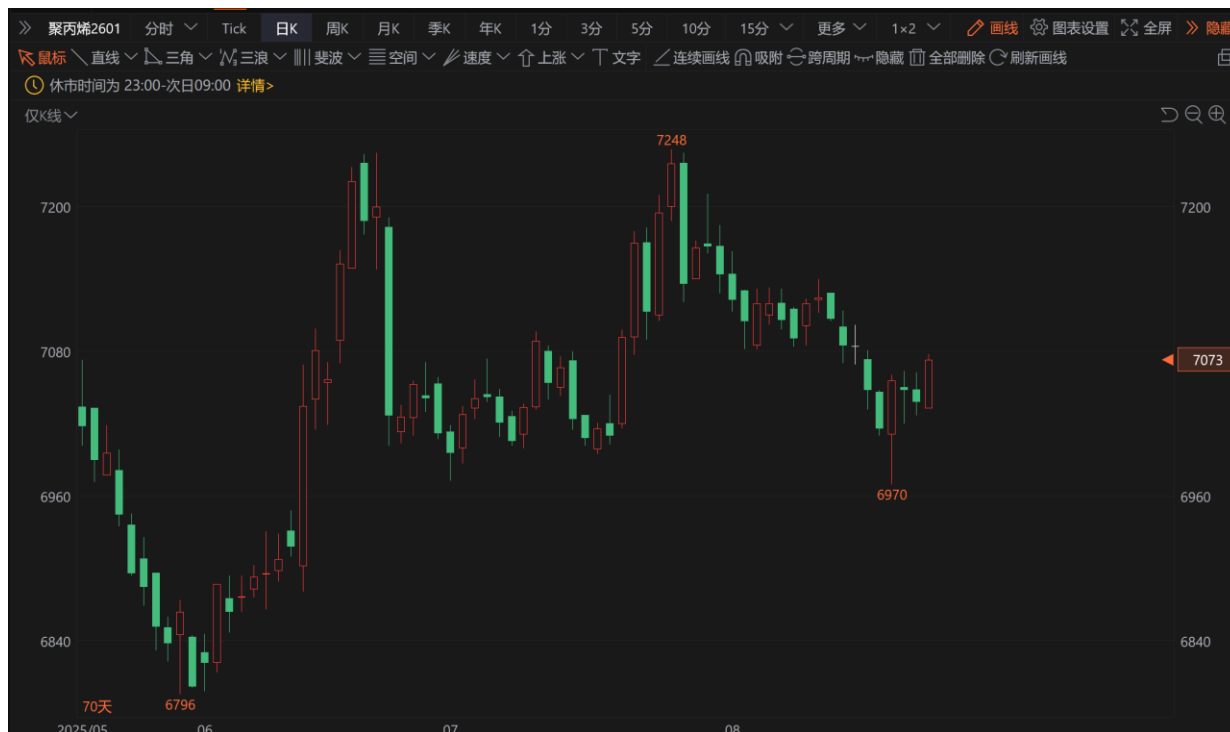 聚丙烯2601 分时 Tick 日K 周K 月K 季K 年K 1分 3分 5分 10分 15分 更多 1×2 画线 图表设置 全屏 隐藏
鼠标 直线 三角 三浪 斐波 空间 速度 上涨 文字 连续画线 吸附 跨周期 隐藏 全部删除 刷新画线
休市时间为 23:00-次日09:00 详情>
仅K线
7248
7200 7200
7080
7073
6970
6960 6960
6840 6840
70天 6796
2025/05 06 07 08